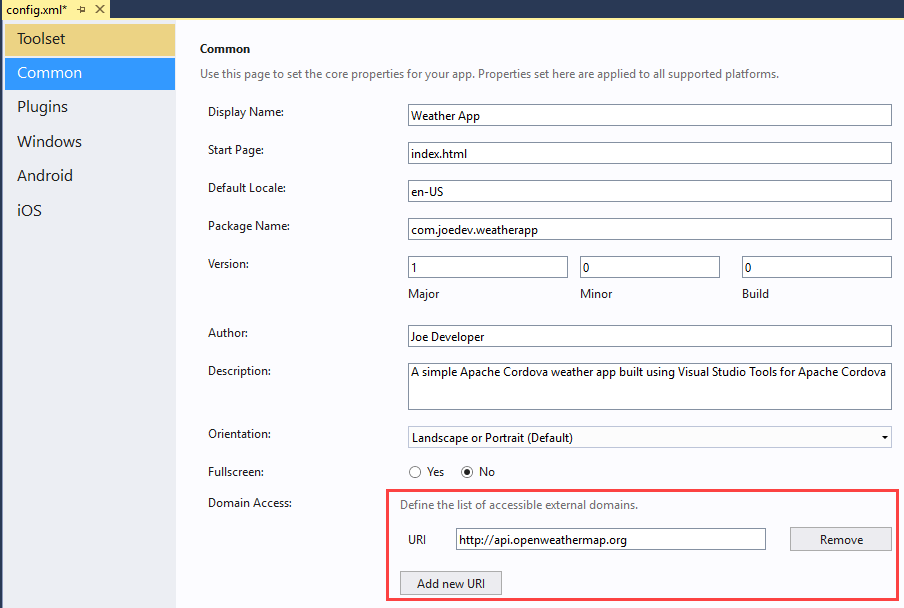 config.xml*
Toolset
Common
Plugins
Windows
Android
iOS
Common
Use this page to set the core properties for your app. Properties set here are applied to all supported platforms.
Display Name: Weather App
Start Page: index.html
Default Locale: en-US
Package Name: com.joedev.weatherapp
Version: 1 0 0
Major Minor Build
Author: Joe Developer
Description: A simple Apache Cordova weather app built using Visual Studio Tools for Apache Cordova
Orientation: Landscape or Portrait (Default)
Fullscreen: Yes No
Domain Access: Define the list of accessible external domains.
URI http://api.openweathermap.org Remove
Add new URI